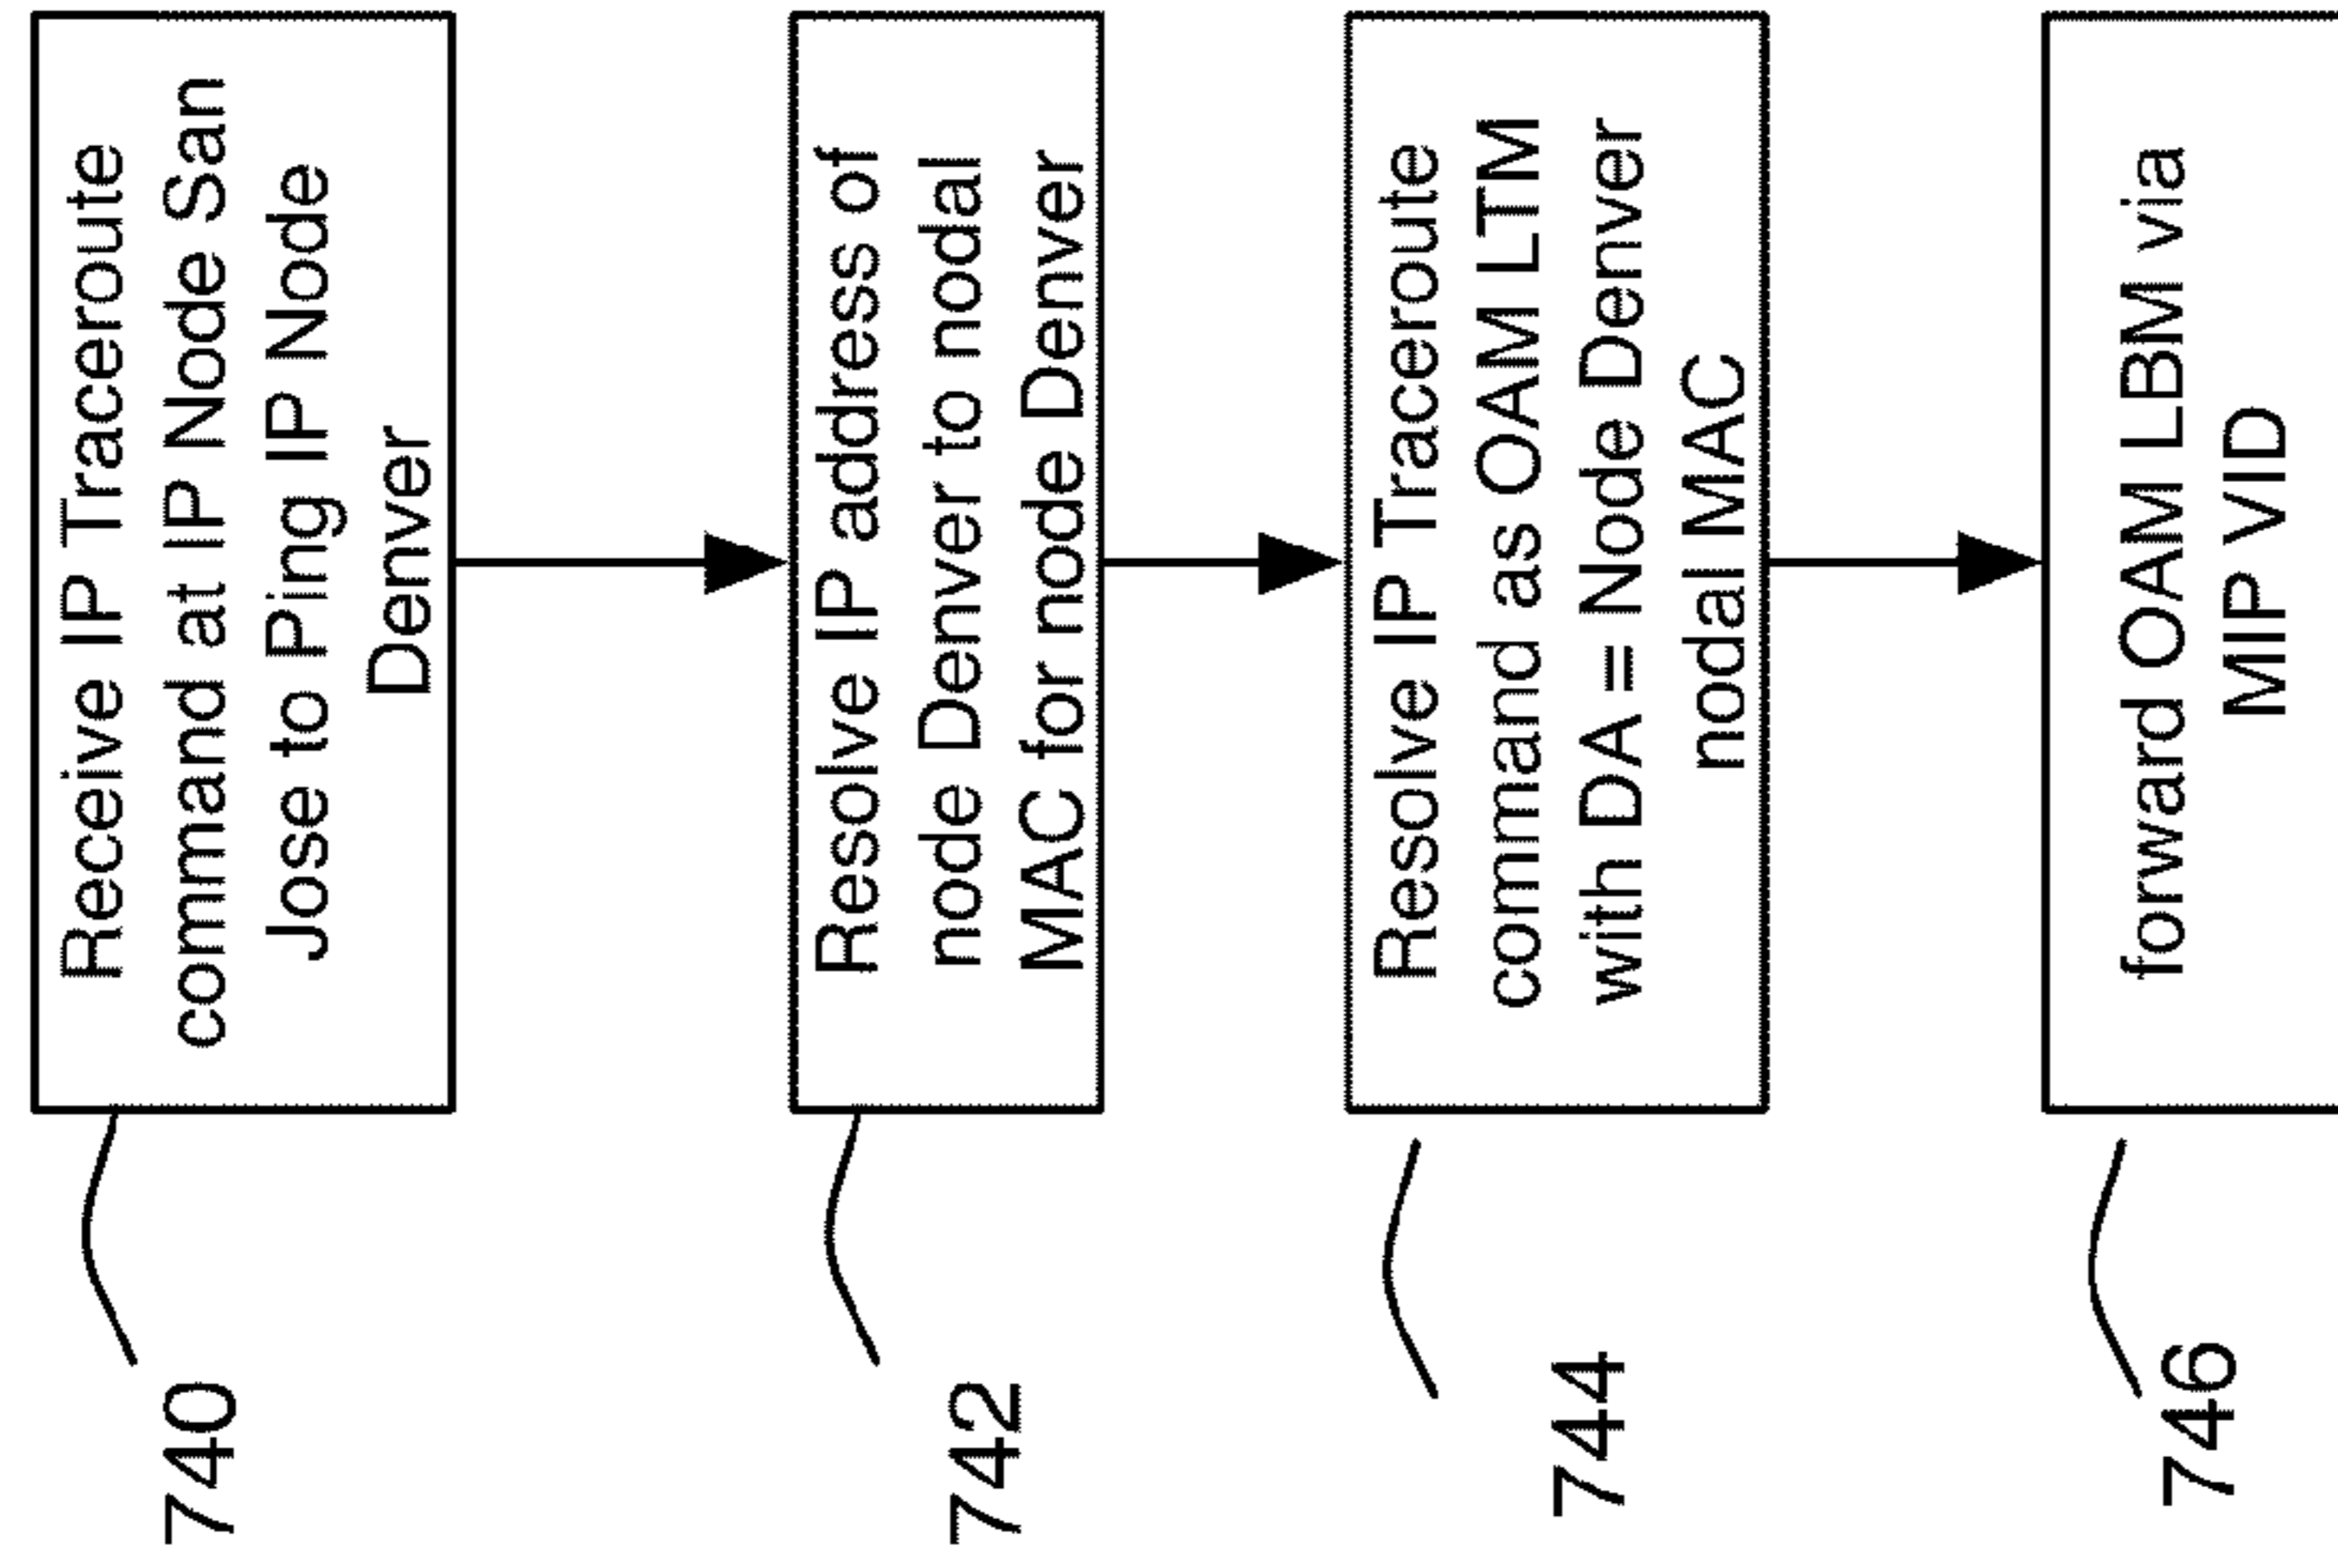 740
Receive IP Traceroute
command at IP Node San
Jose to Ping IP Node
Denver
742
Resolve IP address of
node Denver to nodal
MAC for node Denver
744
Resolve IP Traceroute
command as OAM LTM
with DA = Node Denver
nodal MAC
746
forward OAM LBM via
MIP VID